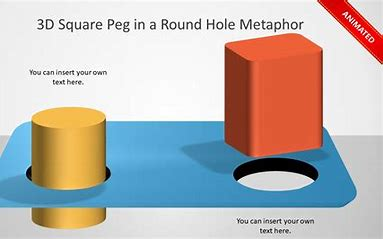 3D Square Peg in a Round Hole Metaphor
ANIMATED
You can insert your own
text here.
You can insert your own
text here.